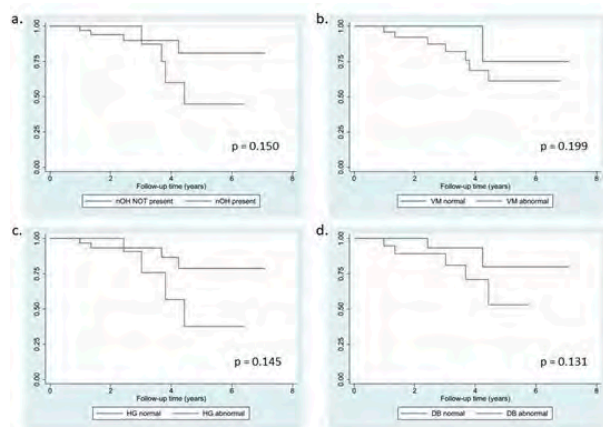 a.
1.00
0.75
0.50
0.25
0.00
0 2 4 6 8
p = 0.150
Follow-up time (years)
nOH NOT present nOH present
b.
1.00
0.75
0.50
0.25
0.00
0 2 4 6 8
p = 0.199
Follow-up time (years)
VM normal VM abnormal
c.
1.00
0.75
0.50
0.25
0.00
0 2 4 6 8
p = 0.145
Follow-up time (years)
HG normal HG abnormal
d.
1.00
0.75
0.50
0.25
0.00
0 2 4 6 8
p = 0.131
Follow-up time (years)
DB normal DB abnormal